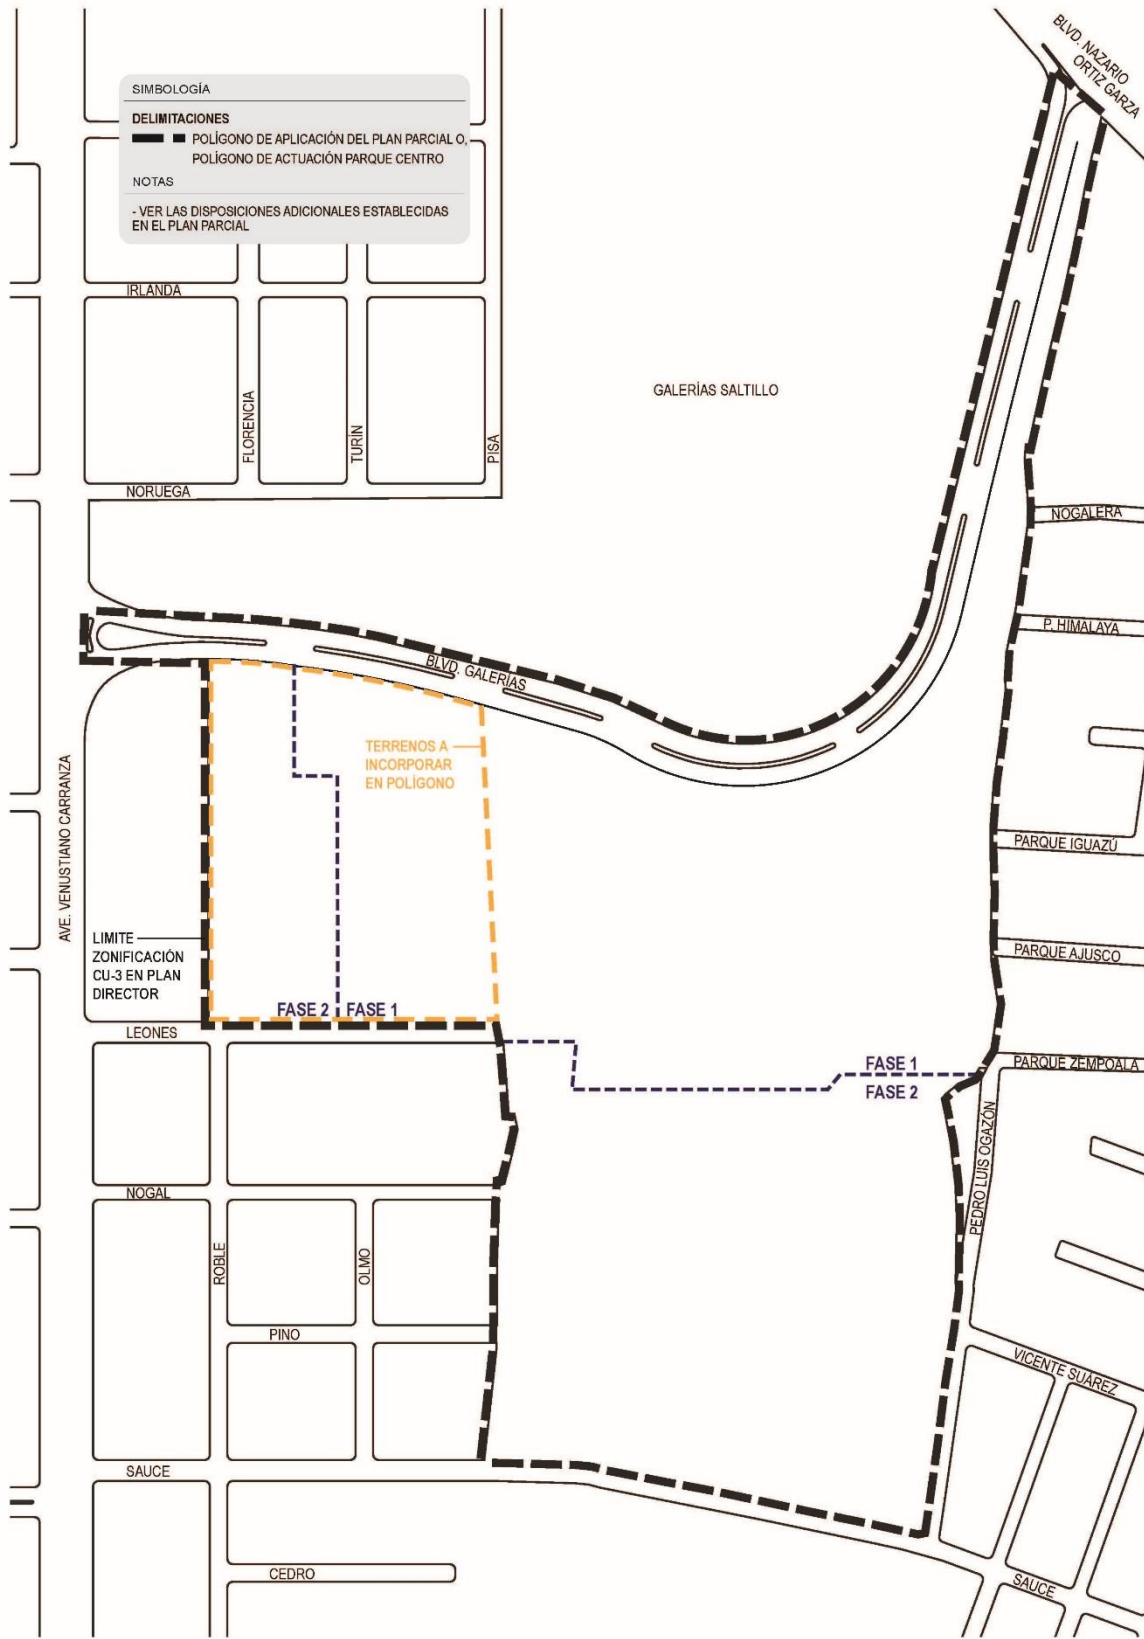 BLVD. NAZARIO
ORTIZ GARZA
SIMBOLOGÍA
DELIMITACIONES
POLÍGONO DE APLICACIÓN DEL PLAN PARCIAL O,
POLÍGONO DE ACTUACIÓN PARQUE CENTRO
NOTAS
- VER LAS DISPOSICIONES ADICIONALES ESTABLECIDAS
EN EL PLAN PARCIAL
IRLANDA
GALERÍAS SALTILLO
FLORENCIA
TURÍN
PISA
NORUEGA
NOGALERA
P. HIMALAYA
BLVD. GALERÍAS
TERRENOS A
INCORPORAR
EN POLÍGONO
AVE. VENUSTIANO CARRANZA
PARQUE IGUAZÚ
LIMITE
ZONIFICACIÓN
CU-3 EN PLAN
DIRECTOR
PARQUE AJUSCO
FASE 2
FASE 1
LEONES
FASE 1
FASE 2
PARQUE ZEMPOALA
PEDRO LUIS OGAZÓN
NOGAL
ROBLE
OLMO
PINO
VICENTE SUÁREZ
SAUCE
CEDRO
SAUCE